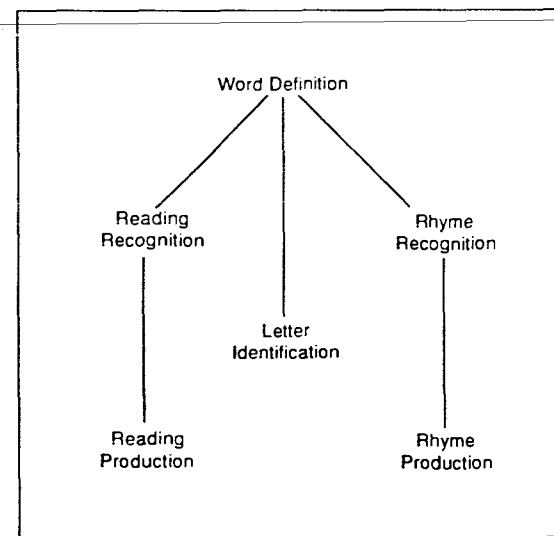 Word Definition
Reading
Recognition
Rhyme
Recognition
Letter
Identification
Reading
Production
Rhyme
Production